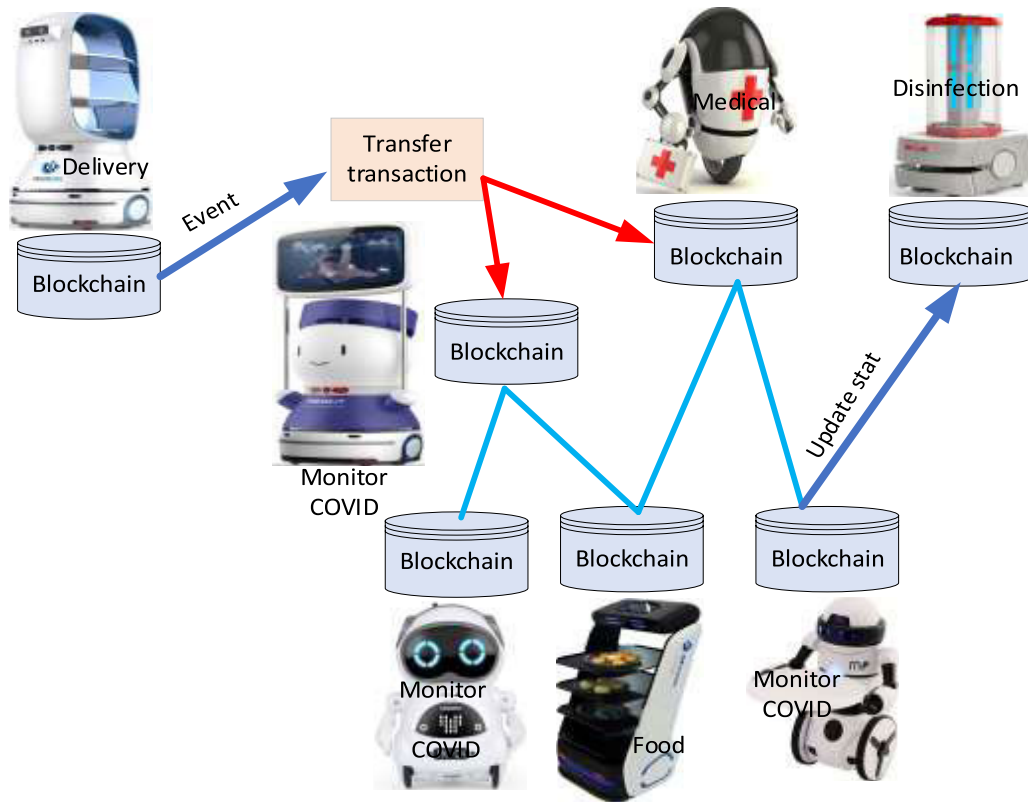 Delivery
Blockchain
Event
Transfer
transaction
Medical
Blockchain
Disinfection
Blockchain
Monitor
COVID
Blockchain
Update stat
Blockchain
Blockchain
Blockchain
Monitor
COVID
Food
Monitor
COVID